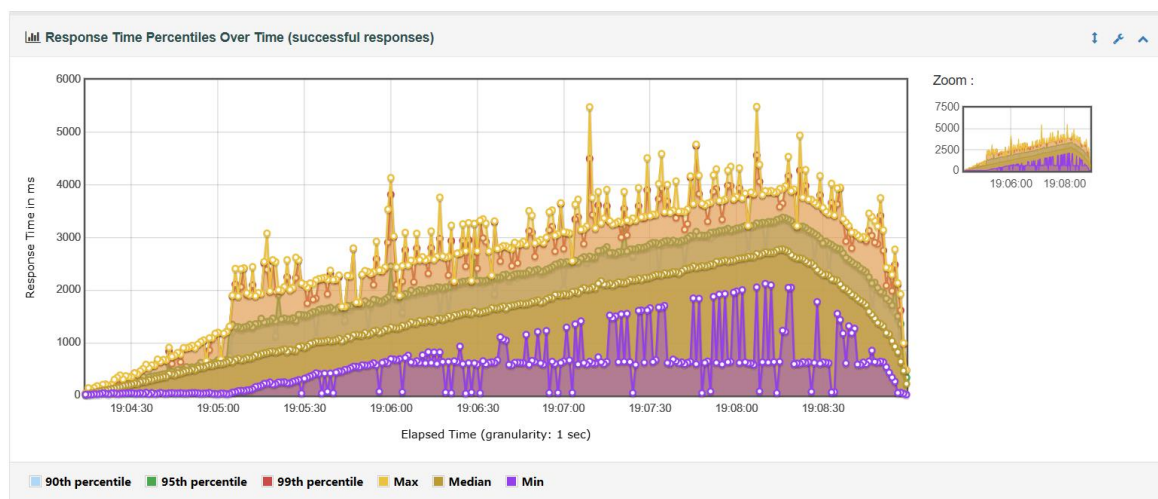 Response Time Percentiles Over Time (successful responses)
Zoom :
6000
5000
4000
3000
2000
1000
0
Response Time in ms
19:04:30 19:05:00 19:05:30 19:06:00 19:06:30 19:07:00 19:07:30 19:08:00 19:08:30
Elapsed Time (granularity: 1 sec)
7500
5000
2500
0
19:06:00 19:08:00
90th percentile 95th percentile 99th percentile Max Median Min